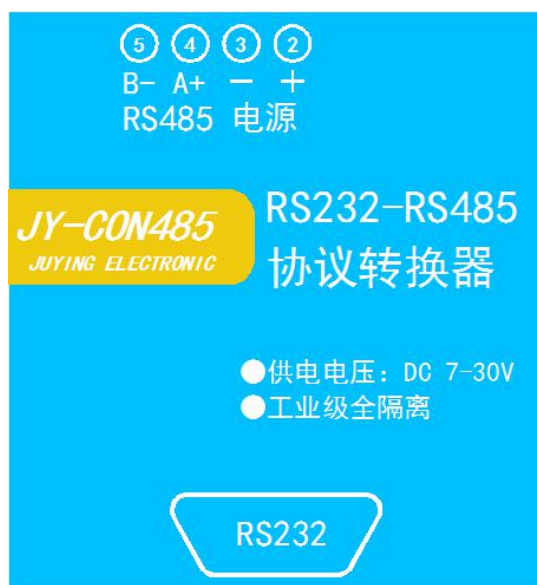 ⑤ ④ ③ ②
B- A+ － ＋
RS485 电源
JY-CON485
JUYING ELECTRONIC
RS232-RS485
协议转换器
●供电电压：DC 7-30V
●工业级全隔离
RS232